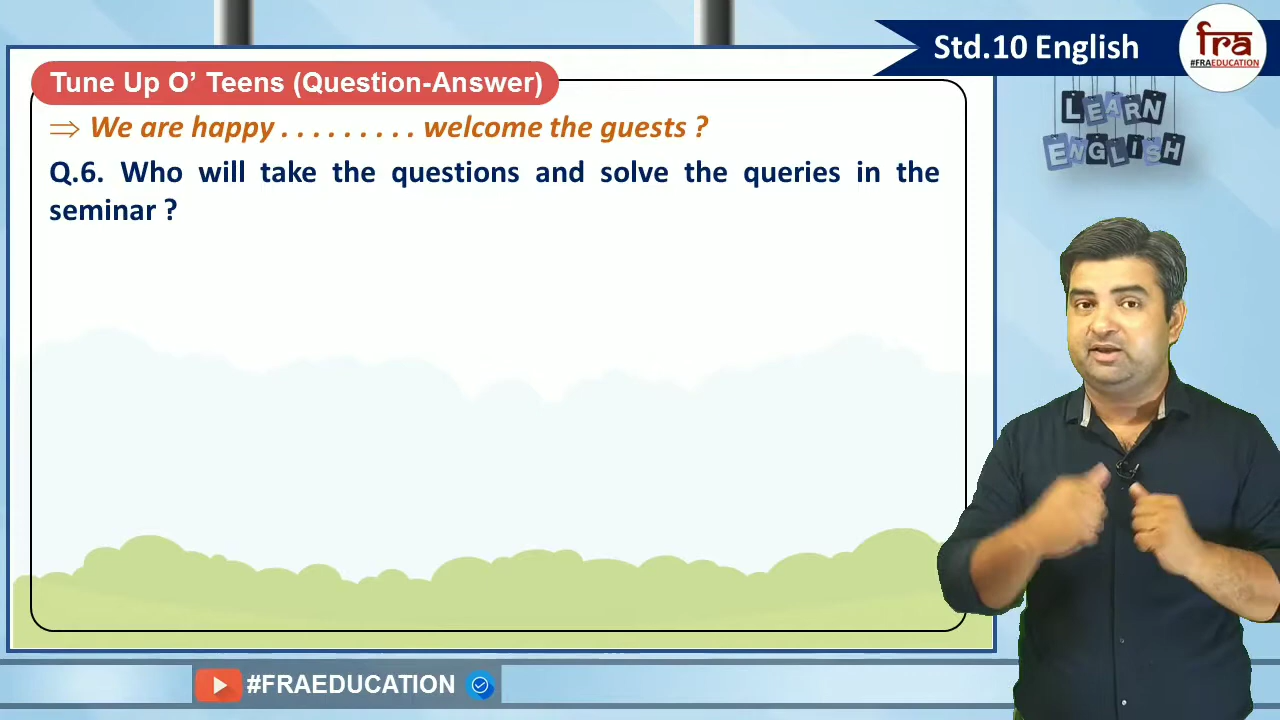 Std.10 English
fra
#FRAEDUCATION
LEARN
ENGLISH
Tune Up O’ Teens (Question-Answer)
⇒ We are happy . . . . . . . . . welcome the guests ?
Q.6. Who will take the questions and solve the queries in the
seminar ?
#FRAEDUCATION